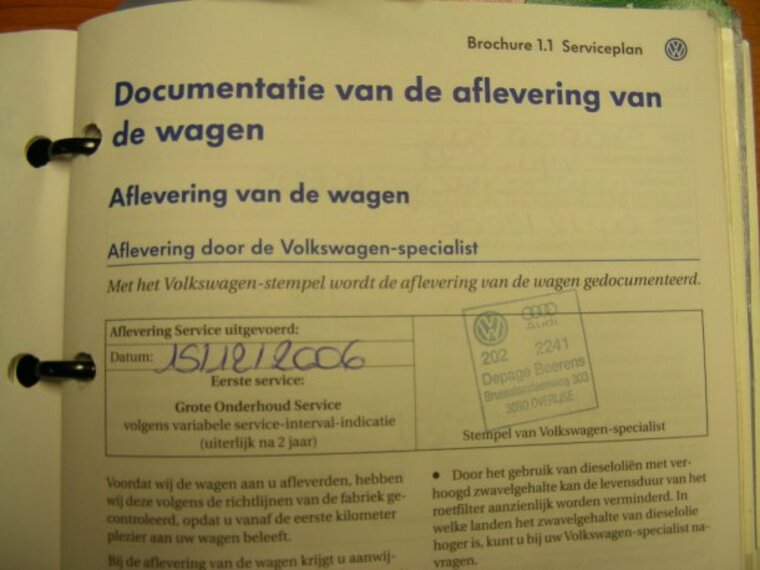 Brochure 1.1 Serviceplan
Documentatie van de aflevering van
de wagen
Aflevering van de wagen
Aflevering door de Volkswagen-specialist
Met het Volkswagen-stempel wordt de aflevering van de wagen gedocumenteerd.
Aflevering Service uitgevoerd:
Datum: 15/12/2006
Eerste service:
Grote Onderhoud Service
volgens variabele service-interval-indicatie
(uiterlijk na 2 jaar)
Audi
202 2241
Depage Beerens
Brusselsesteenweg 303
3090 OVERIJSE
Stempel van Volkswagen-specialist
Voordat wij de wagen aan u afleverden, hebben
wij deze volgens de richtlijnen van de fabriek ge-
controleerd, opdat u vanaf de eerste kilometer
plezier aan uw wagen beleeft.
Bij de aflevering van de wagen krijgt u aanwij-
• Door het gebruik van dieseloliën met ver-
hoogd zwavelgehalte kan de levensduur van het
roetfilter aanzienlijk worden verminderd. In
welke landen het zwavelgehalte van dieselolie
hoger is, kunt u bij uw Volkswagen-specialist na-
vragen.